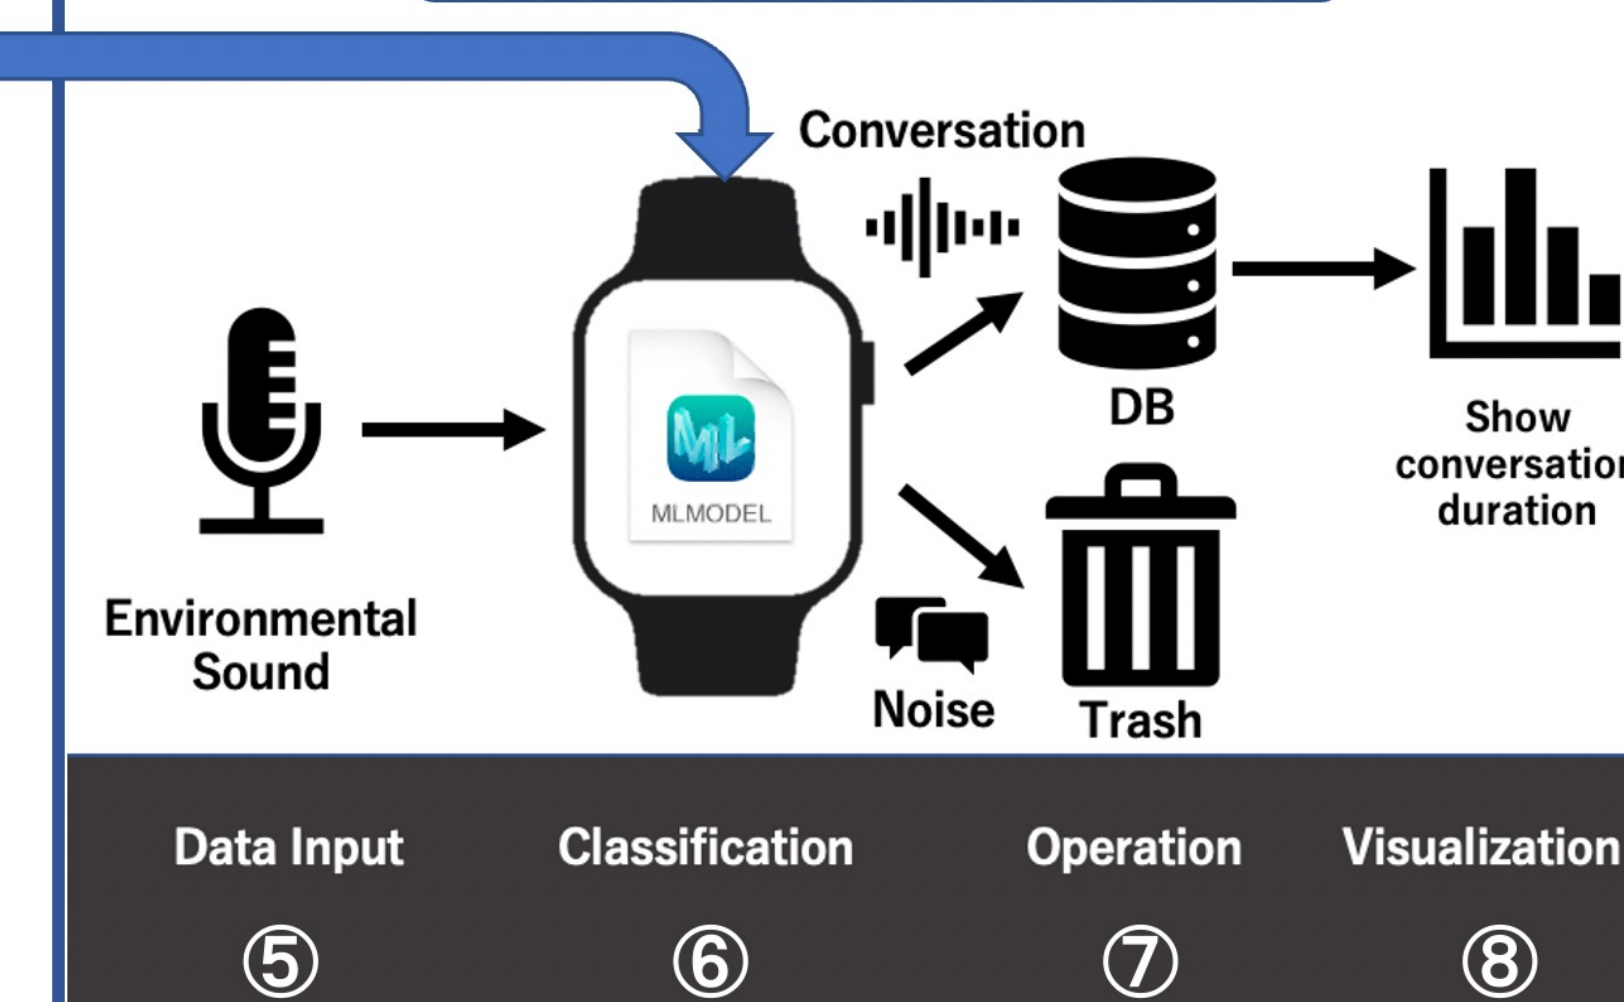 Conversation
ML
MLMODEL
DB
Show
conversation
duration
Environmental
Sound
Noise
Trash
Data Input
Classification
Operation
Visualization
⑤
⑥
⑦
⑧